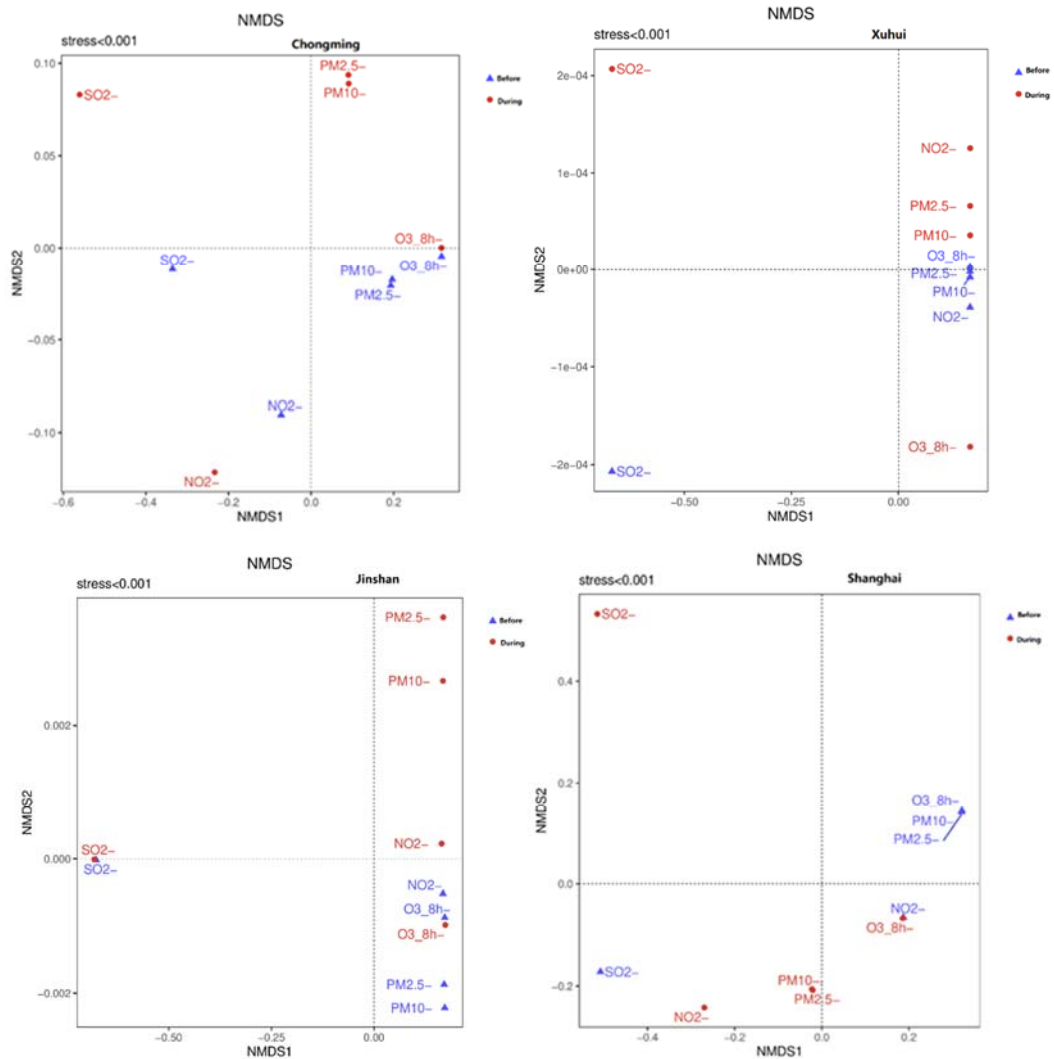 NMDS
stress<0.001
Chongming
PM2.5–
PM10–
SO2–
O3_8h–
SO2–
PM10–
O3_8h–
PM2.5–
NO2–
NO2–
0.10
0.05
0.00
−0.05
−0.10
NMDS2
−0.6
−0.4
−0.2
0.0
0.2
NMDS1
Before
During
NMDS
stress<0.001
Xuhui
SO2–
NO2–
PM2.5–
PM10–
O3_8h–
PM2.5–
PM10–
NO2–
O3_8h–
SO2–
2e−04
1e−04
0e+00
−1e−04
−2e−04
NMDS2
−0.50
−0.25
0.00
NMDS1
Before
During
NMDS
stress<0.001
Jinshan
PM2.5–
PM10–
NO2–
SO2–
SO2–
NO2–
O3_8h–
O3_8h–
PM2.5–
PM10–
0.002
0.000
−0.002
NMDS2
−0.50
−0.25
0.00
NMDS1
Before
During
NMDS
stress<0.001
Shanghai
SO2–
O3_8h–
PM10–
PM2.5–
NO2–
O3_8h–
SO2–
PM10–
PM2.5–
NO2–
0.4
0.2
0.0
−0.2
NMDS2
−0.4
−0.2
0.0
0.2
NMDS1
Before
During